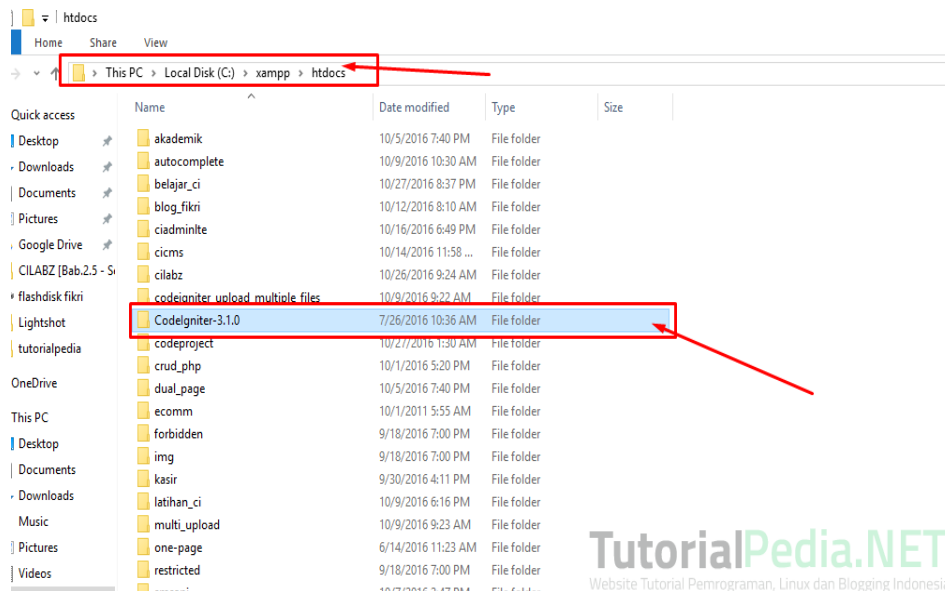 htdocs
Home Share View
This PC > Local Disk (C:) > xampp > htdocs
Name Date modified Type Size
Quick access
Desktop
Downloads
Documents
Pictures
Google Drive
CILABZ [Bab.2.5 - S
flashdisk fikri
Lightshot
tutorialpedia
OneDrive
This PC
Desktop
Documents
Downloads
Music
Pictures
Videos
akademik 10/5/2016 7:40 PM File folder
autocomplete 10/9/2016 10:30 AM File folder
belajar_ci 10/27/2016 8:37 PM File folder
blog_fikri 10/12/2016 8:10 AM File folder
ciadminlte 10/16/2016 6:49 PM File folder
cicms 10/14/2016 11:58 ... File folder
cilabz 10/26/2016 9:24 AM File folder
codeigniter_upload_multiple_files 10/9/2016 9:22 AM File folder
CodeIgniter-3.1.0 7/26/2016 10:36 AM File folder
codeproject 10/27/2016 1:30 AM File folder
crud_php 10/1/2016 5:20 PM File folder
dual_page 10/5/2016 7:40 PM File folder
ecomm 10/1/2011 5:55 AM File folder
forbidden 9/18/2016 7:00 PM File folder
img 9/18/2016 7:00 PM File folder
kasir 9/30/2016 4:11 PM File folder
latihan_ci 10/9/2016 6:16 PM File folder
multi_upload 10/9/2016 9:23 AM File folder
one-page 6/14/2016 11:23 AM File folder
restricted 9/18/2016 7:00 PM File folder
TutorialPedia.NET
Website Tutorial Pemrograman, Linux dan Blogging Indonesia